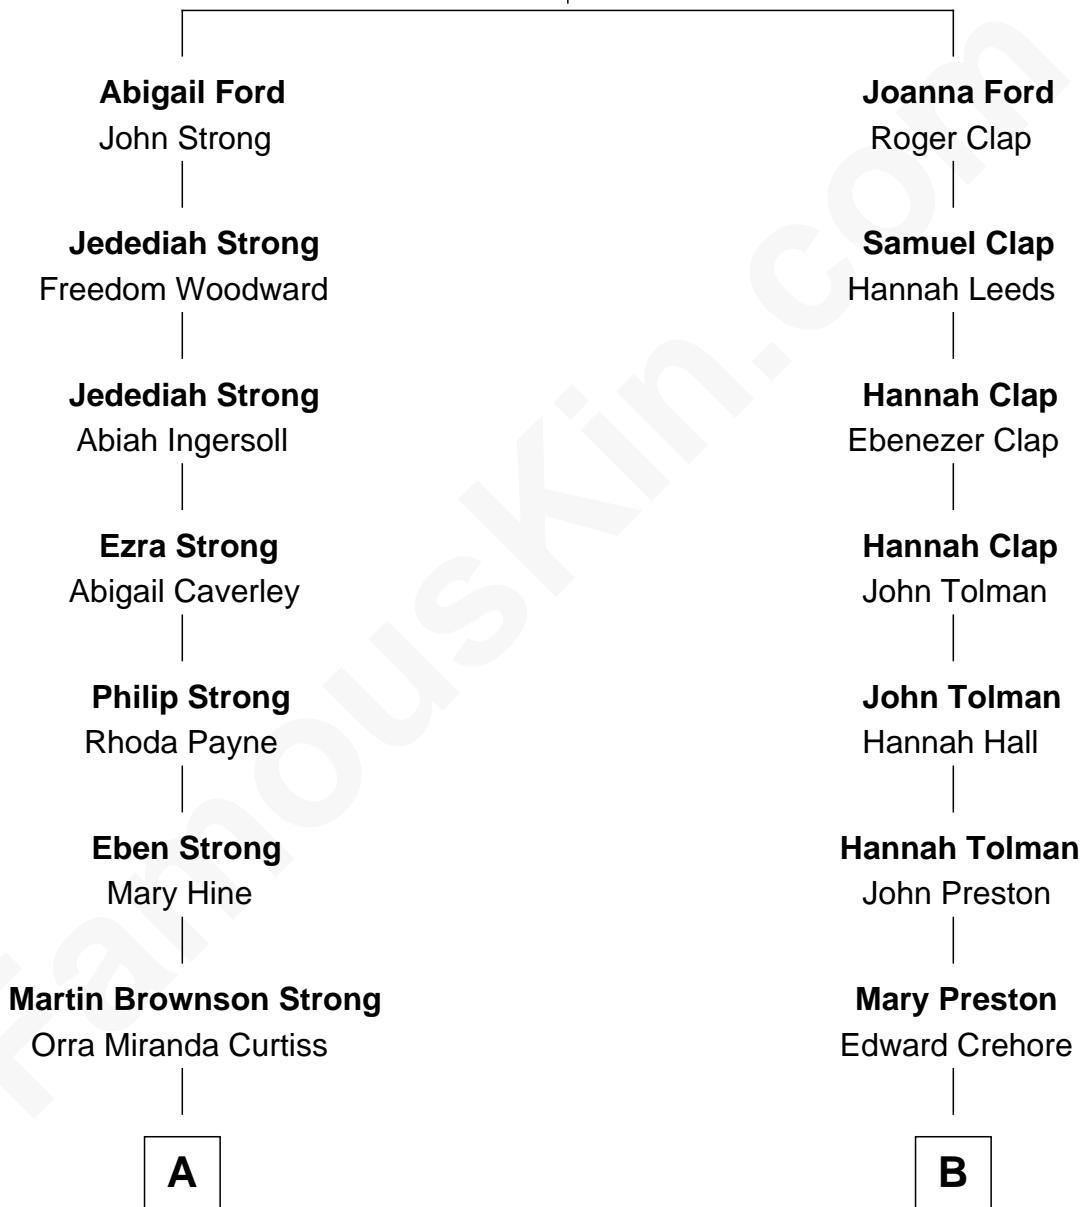 Abigail Ford
John Strong
Joanna Ford
Roger Clap
Jedediah Strong
Freedom Woodward
Samuel Clap
Hannah Leeds
Jedediah Strong
Abiah Ingersoll
Hannah Clap
Ebenezer Clap
Ezra Strong
Abigail Caverley
Hannah Clap
John Tolman
Philip Strong
Rhoda Payne
John Tolman
Hannah Hall
Eben Strong
Mary Hine
Hannah Tolman
John Preston
Martin Brownson Strong
Orra Miranda Curtiss
Mary Preston
Edward Crehore
A
B
FamousKin.com